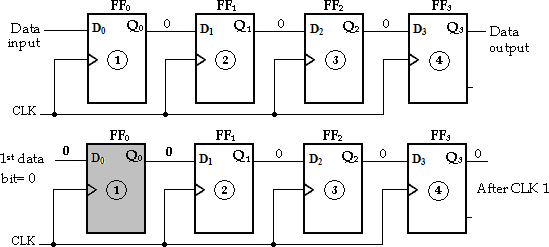 FF₀ FF₁ FF₂ FF₃
Data input D₀ Q₀ 0 D₁ Q₁ 0 D₂ Q₂ 0 D₃ Q₃ Data output
1 2 3 4
CLK
FF₀ FF₁ FF₂ FF₃
1st data bit= 0 0 D₀ Q₀ 0 D₁ Q₁ 0 D₂ Q₂ 0 D₃ Q₃ 0
1 2 3 4 After CLK 1
CLK